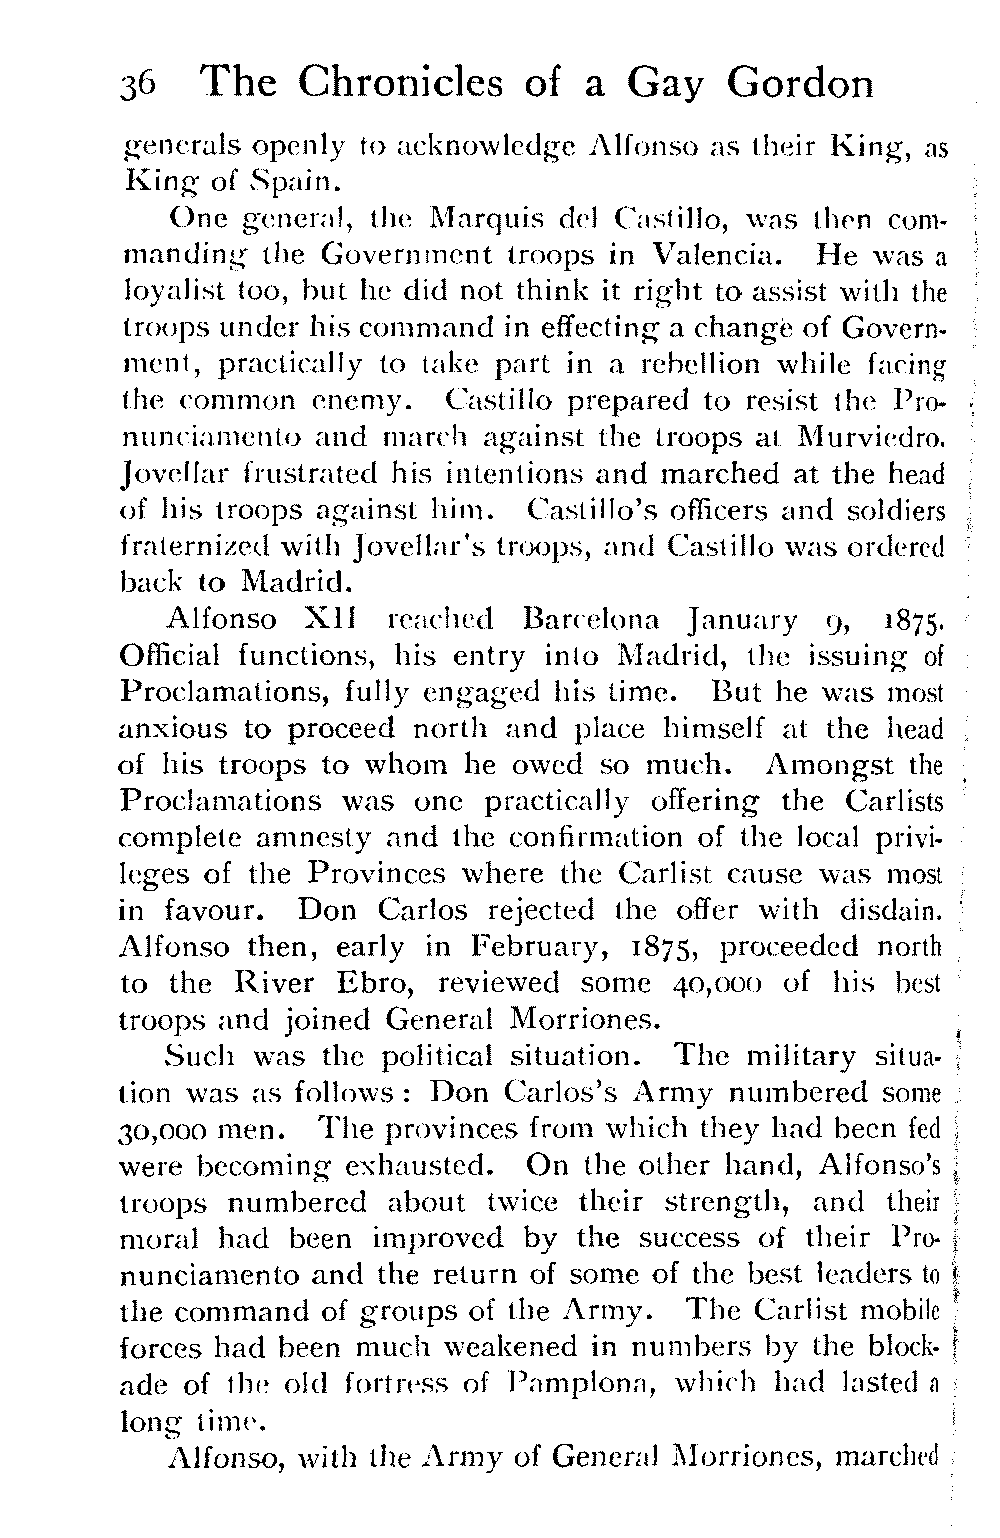 36 The Chronicles of a Gay Gordon
generals openly to acknowledge Alfonso as their King, as
King of Spain.
One general, the Marquis del Castillo, was then com-
manding the Government troops in Valencia. He was a
loyalist too, but he did not think it right to assist with the
troops under his command in effecting a change of Govern-
ment, practically to take part in a rebellion while facing
the common enemy. Castillo prepared to resist the Pro-
nunciamento and march against the troops at Murviedro.
Jovellar frustrated his intentions and marched at the head
of his troops against him. Castillo's officers and soldiers
fraternized with Jovellar's troops, and Castillo was ordered
back to Madrid.
Alfonso XII reached Barcelona January 9, 1875.
Official functions, his entry into Madrid, the issuing of
Proclamations, fully engaged his time. But he was most
anxious to proceed north and place himself at the head
of his troops to whom he owed so much. Amongst the
Proclamations was one practically offering the Carlists
complete amnesty and the confirmation of the local privi-
leges of the Provinces where the Carlist cause was most
in favour. Don Carlos rejected the offer with disdain.
Alfonso then, early in February, 1875, proceeded north
to the River Ebro, reviewed some 40,000 of his best
troops and joined General Morriones.
Such was the political situation. The military situa-
tion was as follows: Don Carlos's Army numbered some
30,000 men. The provinces from which they had been fed
were becoming exhausted. On the other hand, Alfonso's
troops numbered about twice their strength, and their
moral had been improved by the success of their Pro-
nunciamento and the return of some of the best leaders to
the command of groups of the Army. The Carlist mobile
forces had been much weakened in numbers by the block-
ade of the old fortress of Pamplona, which had lasted a
long time.
Alfonso, with the Army of General Morriones, marched